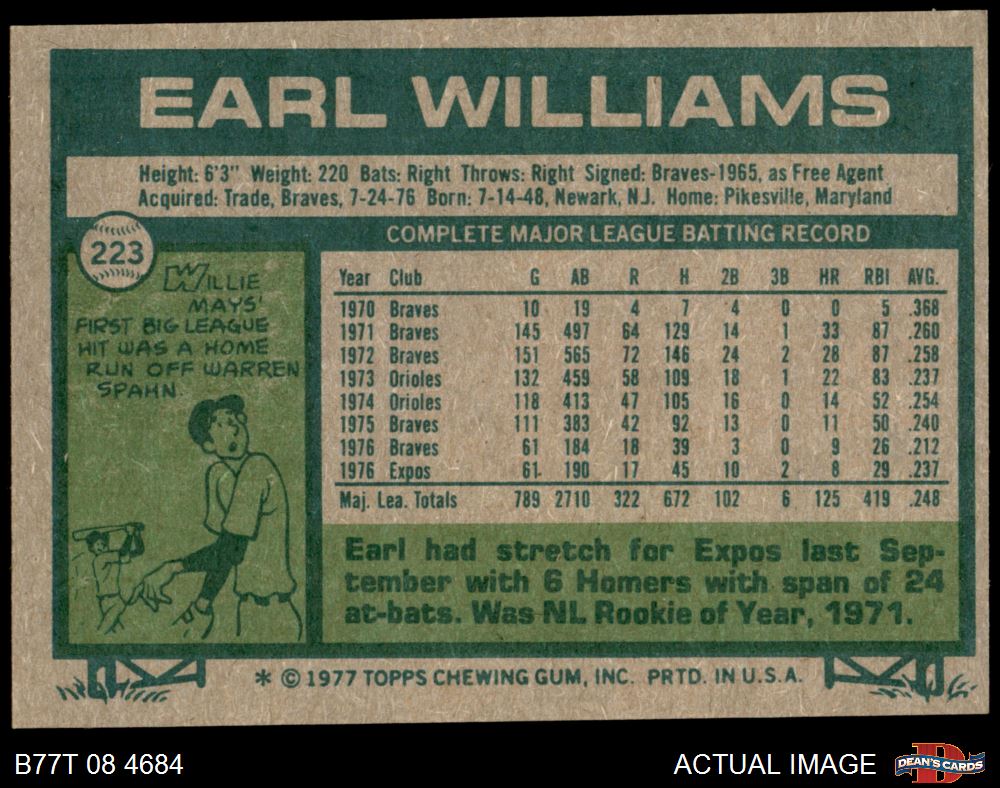 EARL WILLIAMS
Height: 6'3" Weight: 220 Bats: Right Throws: Right Signed: Braves-1965, as Free Agent
Acquired: Trade, Braves, 7-24-76 Born: 7-14-48, Newark, N.J. Home: Pikesville, Maryland
223
WILLIE
MAYS'
FIRST BIG LEAGUE
HIT WAS A HOME
RUN OFF WARREN
SPAHN.
COMPLETE MAJOR LEAGUE BATTING RECORD
Year Club G AB R H 2B 3B HR RBI AVG.
1970 Braves 10 19 4 7 4 0 0 5 .368
1971 Braves 145 497 64 129 14 1 33 87 .260
1972 Braves 151 565 72 146 24 2 28 87 .258
1973 Orioles 132 459 58 109 18 1 22 83 .237
1974 Orioles 118 413 47 105 16 0 14 52 .254
1975 Braves 111 383 42 92 13 0 11 50 .240
1976 Braves 61 184 18 39 3 0 9 26 .212
1976 Expos 61 190 17 45 10 2 8 29 .237
Maj. Lea. Totals 789 2710 322 672 102 6 125 419 .248
Earl had stretch for Expos last Sep-
tember with 6 Homers with span of 24
at-bats. Was NL Rookie of Year, 1971.
* © 1977 TOPPS CHEWING GUM, INC. PRTD. IN U.S.A.
B77T 08 4684
ACTUAL IMAGE
DEAN'S CARDS